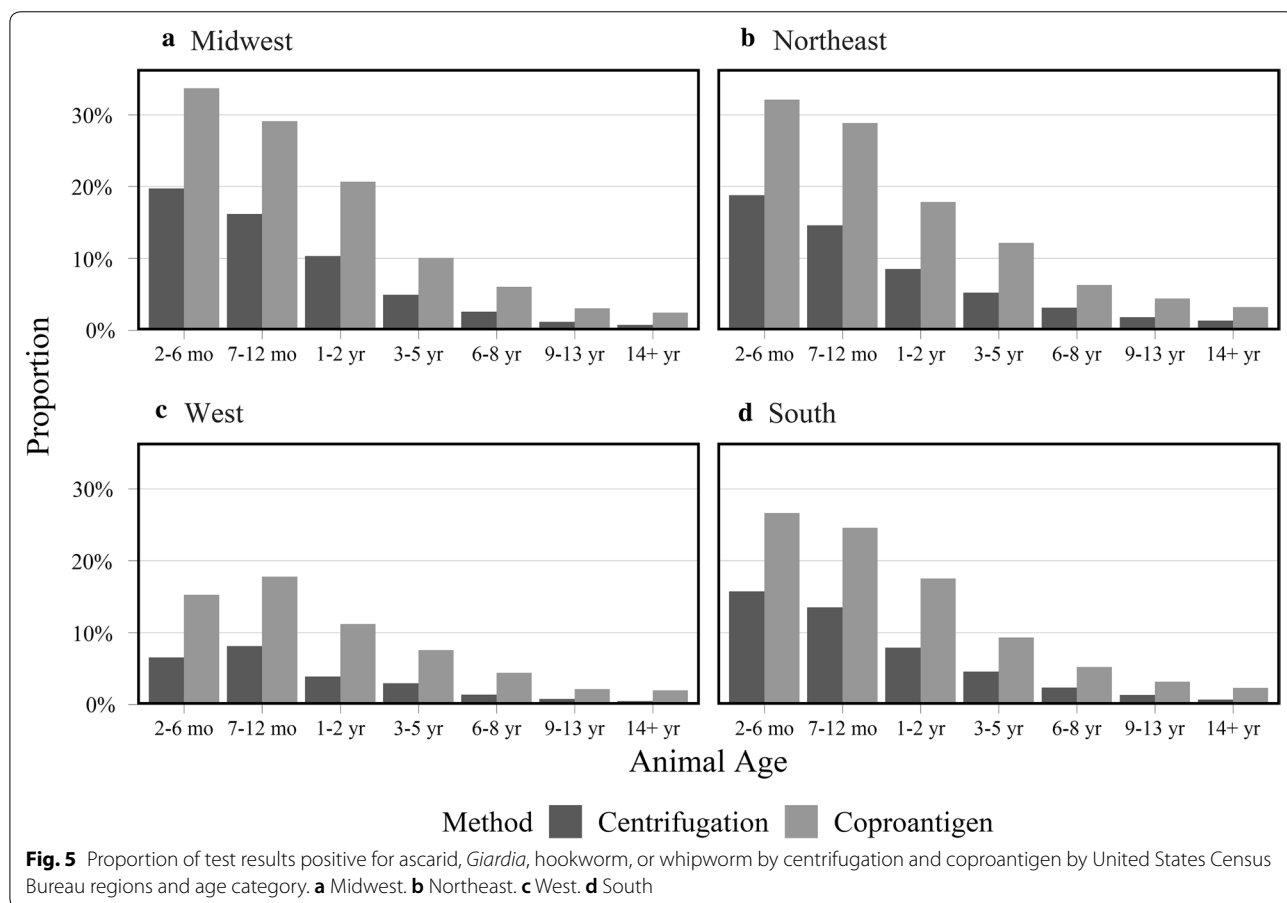 a Midwest
b Northeast
30%
20%
10%
0%
2-6 mo 7-12 mo 1-2 yr 3-5 yr 6-8 yr 9-13 yr 14+ yr
2-6 mo 7-12 mo 1-2 yr 3-5 yr 6-8 yr 9-13 yr 14+ yr
Proportion
c West
d South
30%
20%
10%
0%
2-6 mo 7-12 mo 1-2 yr 3-5 yr 6-8 yr 9-13 yr 14+ yr
2-6 mo 7-12 mo 1-2 yr 3-5 yr 6-8 yr 9-13 yr 14+ yr
Animal Age
Method Centrifugation Coproantigen
Fig. 5 Proportion of test results positive for ascarid, Giardia, hookworm, or whipworm by centrifugation and coproantigen by United States Census
Bureau regions and age category. a Midwest. b Northeast. c West. d South